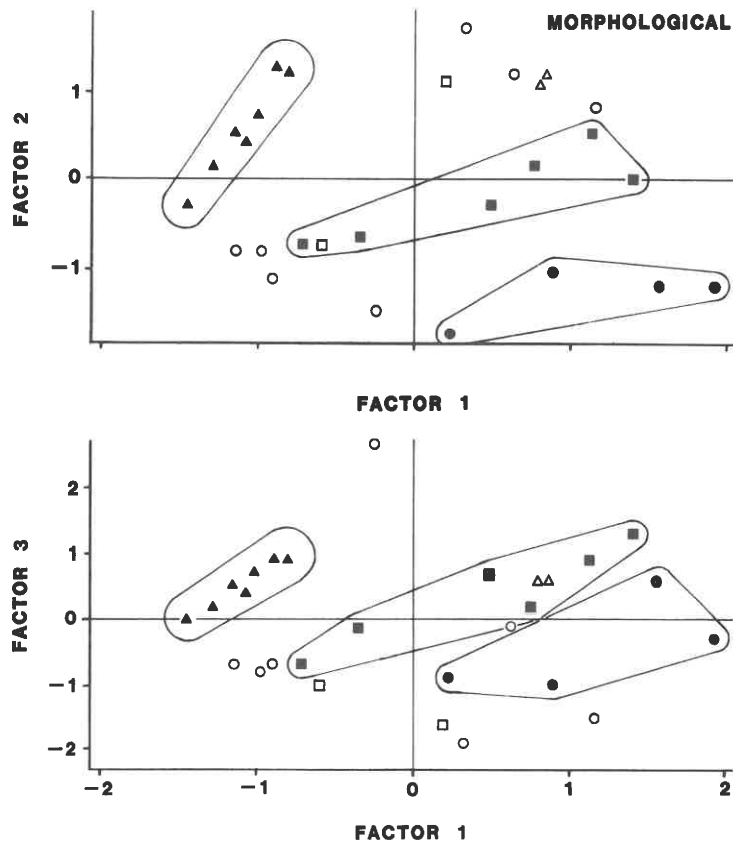 MORPHOLOGICAL
FACTOR 2
1
0
−1
FACTOR 1
FACTOR 3
2
1
0
−1
−2
−2 −1 0 1 2
FACTOR 1